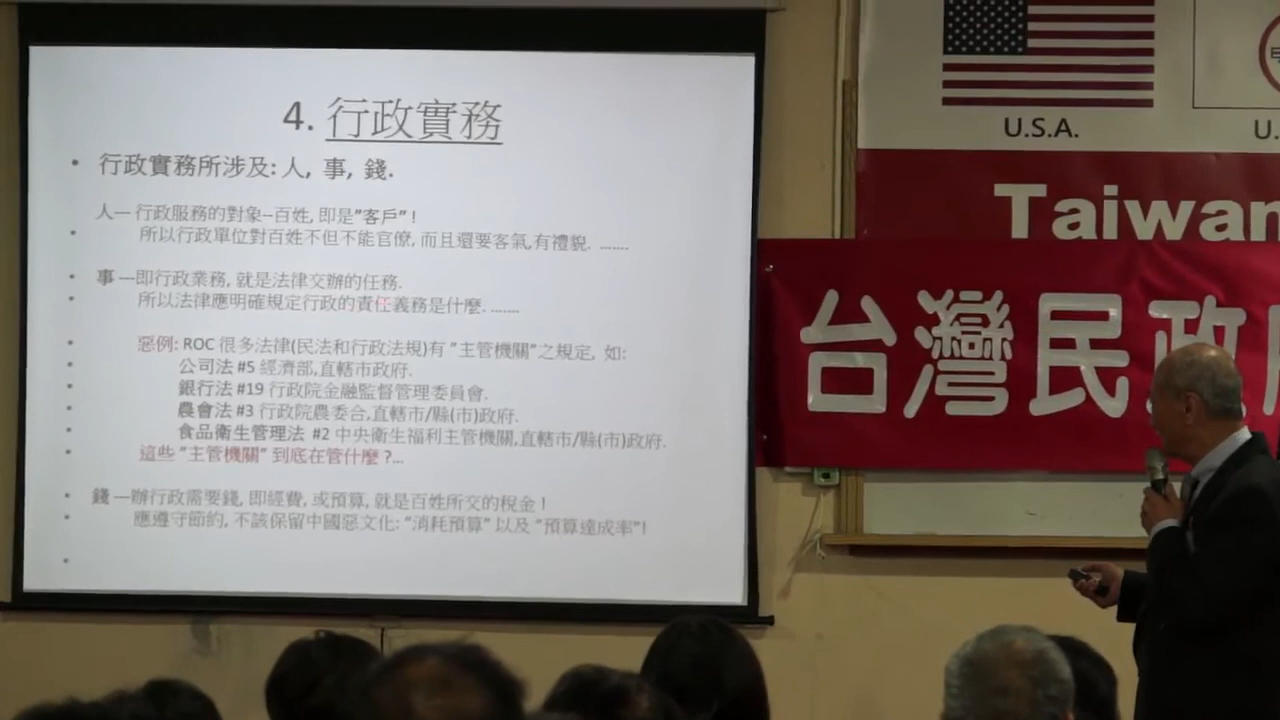 4. 行政實務
• 行政實務所涉及: 人, 事, 錢.
人— 行政服務的對象—百姓, 即是"客戶" !
• 所以行政單位對百姓不但不能官僚, 而且還要客氣,有禮貌. .......
• 事 —即行政業務, 就是法律交辦的任務.
• 所以法律應明確規定行政的責任義務是什麼. .......
• 惡例: ROC 很多法律(民法和行政法規)有 "主管機關"之規定, 如:
• 公司法 #5 經濟部,直轄市政府.
• 銀行法 #19 行政院金融監督管理委員會.
• 農會法 #3 行政院農委合,直轄市/縣(市)政府.
• 食品衛生管理法 #2 中央衛生福利主管機關,直轄市/縣(市)政府.
• 這些 "主管機關" 到底在管什麼 ?...
• 錢 —辦行政需要錢, 即經費, 或預算, 就是百姓所交的稅金 !
• 應遵守節約, 不該保留中國惡文化: "消耗預算" 以及 "預算達成率"!
•
U.S.A.
U.
Taiwan
台灣民政